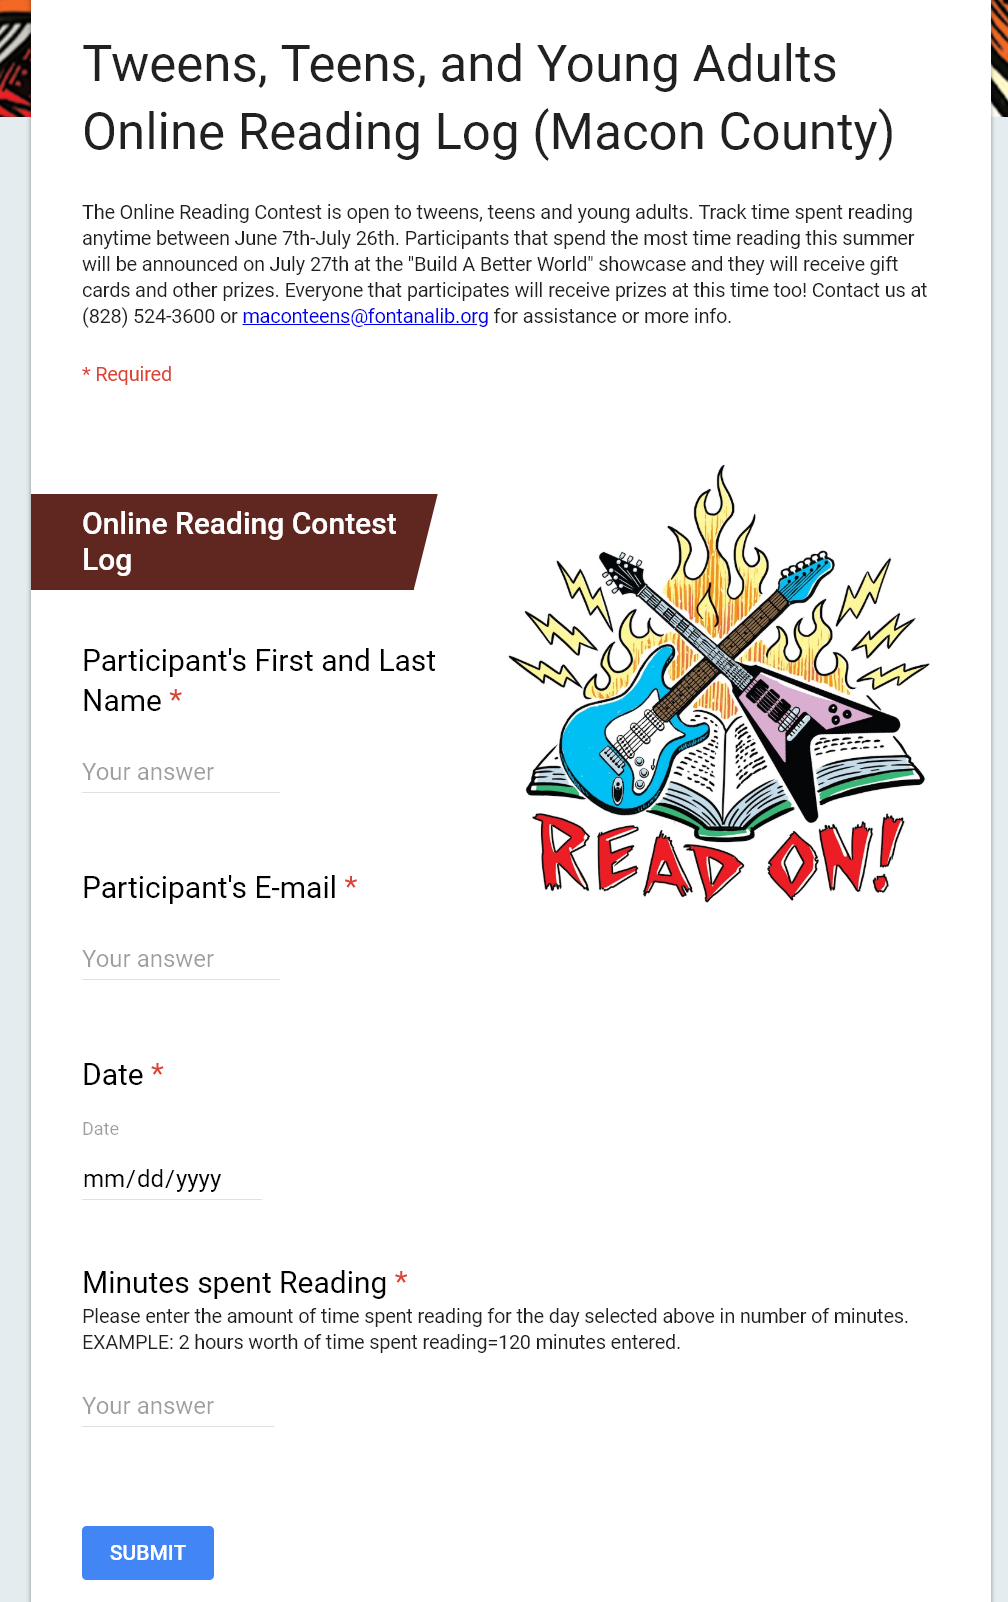 Tweens, Teens, and Young Adults
Online Reading Log (Macon County)
The Online Reading Contest is open to tweens, teens and young adults. Track time spent reading
anytime between June 7th-July 26th. Participants that spend the most time reading this summer
will be announced on July 27th at the "Build A Better World" showcase and they will receive gift
cards and other prizes. Everyone that participates will receive prizes at this time too! Contact us at
(828) 524-3600 or maconteens@fontanalib.org for assistance or more info.
* Required
Online Reading Contest
Log
Participant's First and Last
Name *
Your answer
READ ON!
Participant's E-mail *
Your answer
Date *
Date
mm/dd/yyyy
Minutes spent Reading *
Please enter the amount of time spent reading for the day selected above in number of minutes.
EXAMPLE: 2 hours worth of time spent reading=120 minutes entered.
Your answer
SUBMIT